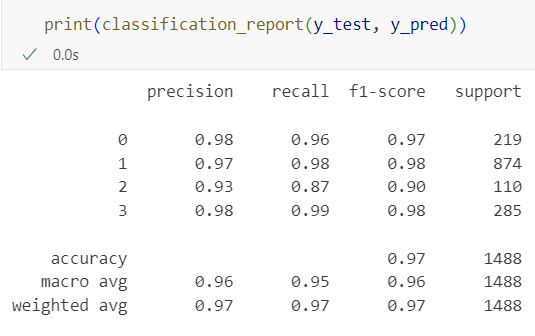 print(classification_report(y_test, y_pred))
0.0s
precision recall f1-score support
0 0.98 0.96 0.97 219
1 0.97 0.98 0.98 874
2 0.93 0.87 0.90 110
3 0.98 0.99 0.98 285
accuracy 0.97 1488
macro avg 0.96 0.95 0.96 1488
weighted avg 0.97 0.97 0.97 1488